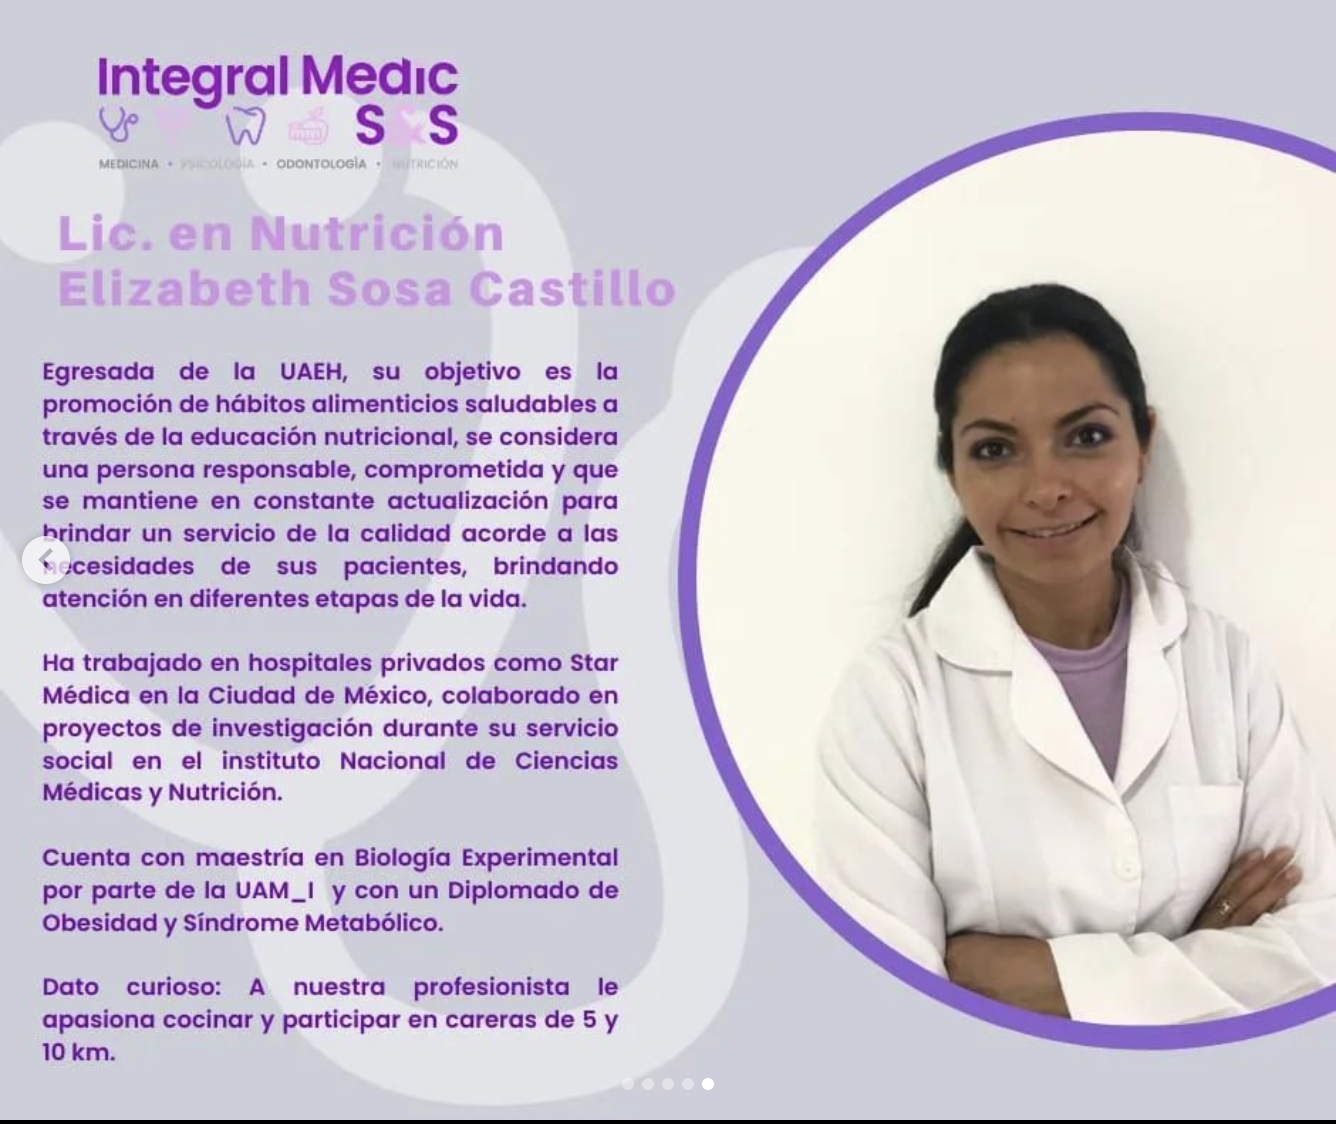 Integral Medic
S&S
MEDICINA • PSICOLOGÍA • ODONTOLOGÍA • NUTRICIÓN
Lic. en Nutrición
Elizabeth Sosa Castillo
Egresada de la UAEH, su objetivo es la
promoción de hábitos alimenticios saludables a
través de la educación nutricional, se considera
una persona responsable, comprometida y que
se mantiene en constante actualización para
brindar un servicio de la calidad acorde a las
necesidades de sus pacientes, brindando
atención en diferentes etapas de la vida.
Ha trabajado en hospitales privados como Star
Médica en la Ciudad de México, colaborado en
proyectos de investigación durante su servicio
social en el instituto Nacional de Ciencias
Médicas y Nutrición.
Cuenta con maestría en Biología Experimental
por parte de la UAM_I y con un Diplomado de
Obesidad y Síndrome Metabólico.
Dato curioso: A nuestra profesionista le
apasiona cocinar y participar en careras de 5 y
10 km.